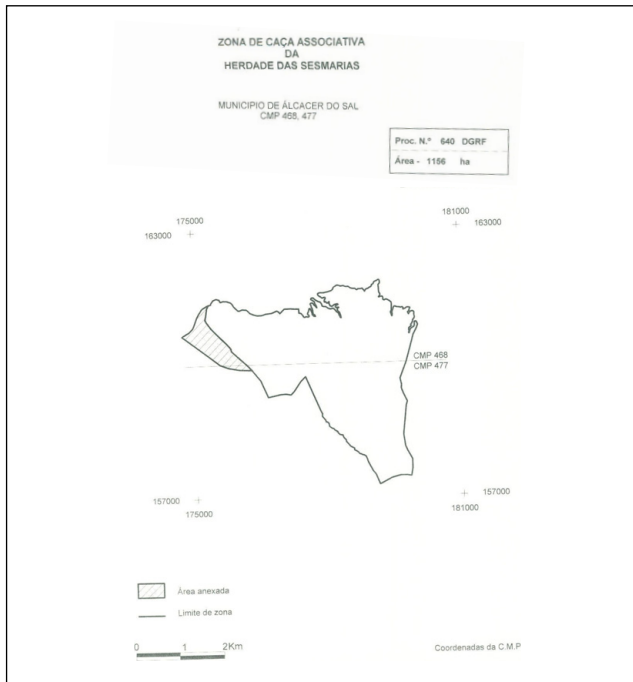 ZONA DE CAÇA ASSOCIATIVA
DA
HERDADE DAS SESMARIAS
MUNICIPIO DE ÁLCACER DO SAL
CMP 468, 477
Proc. N.º 640 DGRF
Área - 1156 ha
175000
163000
181000
163000
CMP 468
CMP 477
157000
175000
157000
181000
Área anexada
Limite de zona
0 1 2Km
Coordenadas da C.M.P